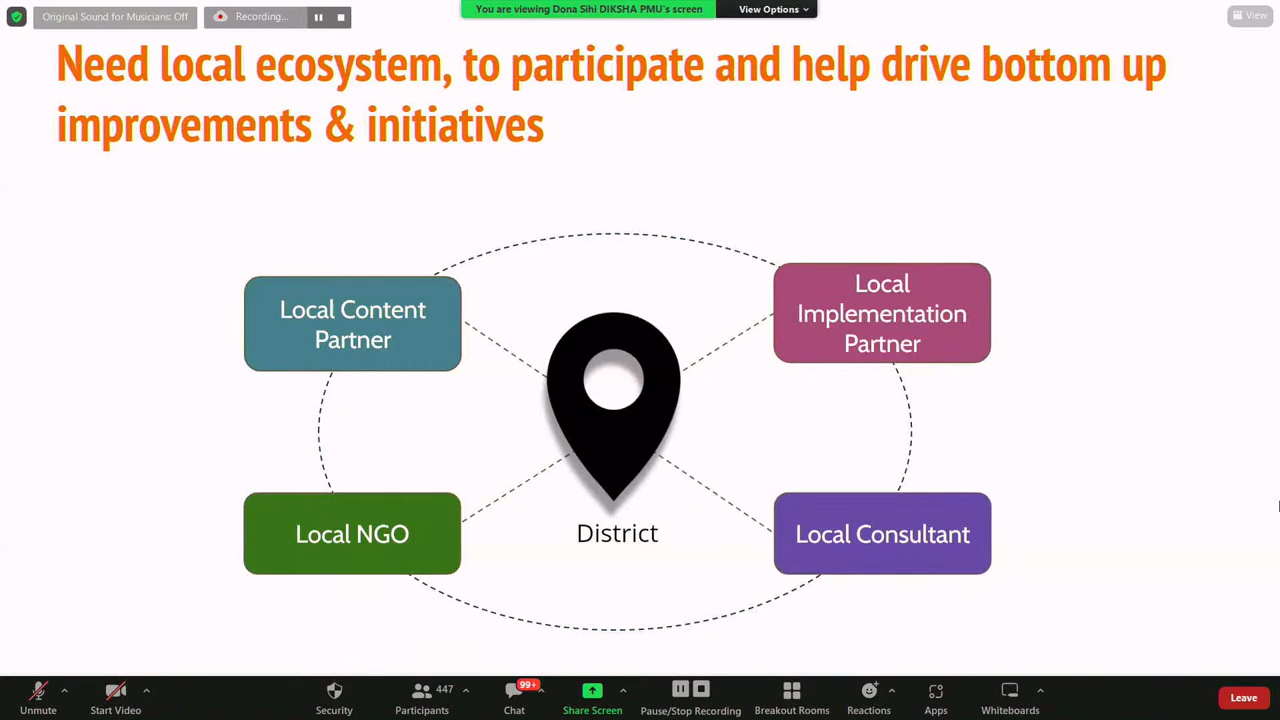 Original Sound for Musicians: Off
Recording...
You are viewing Dona Sihi DIKSHA PMU's screen
View Options
View
Need local ecosystem, to participate and help drive bottom up
improvements & initiatives
Local Content
Partner
Local
Implementation
Partner
Local NGO
District
Local Consultant
Unmute
Start Video
Security
447
Participants
99+
Chat
Share Screen
Pause/Stop Recording
Breakout Rooms
Reactions
Apps
Whiteboards
Leave